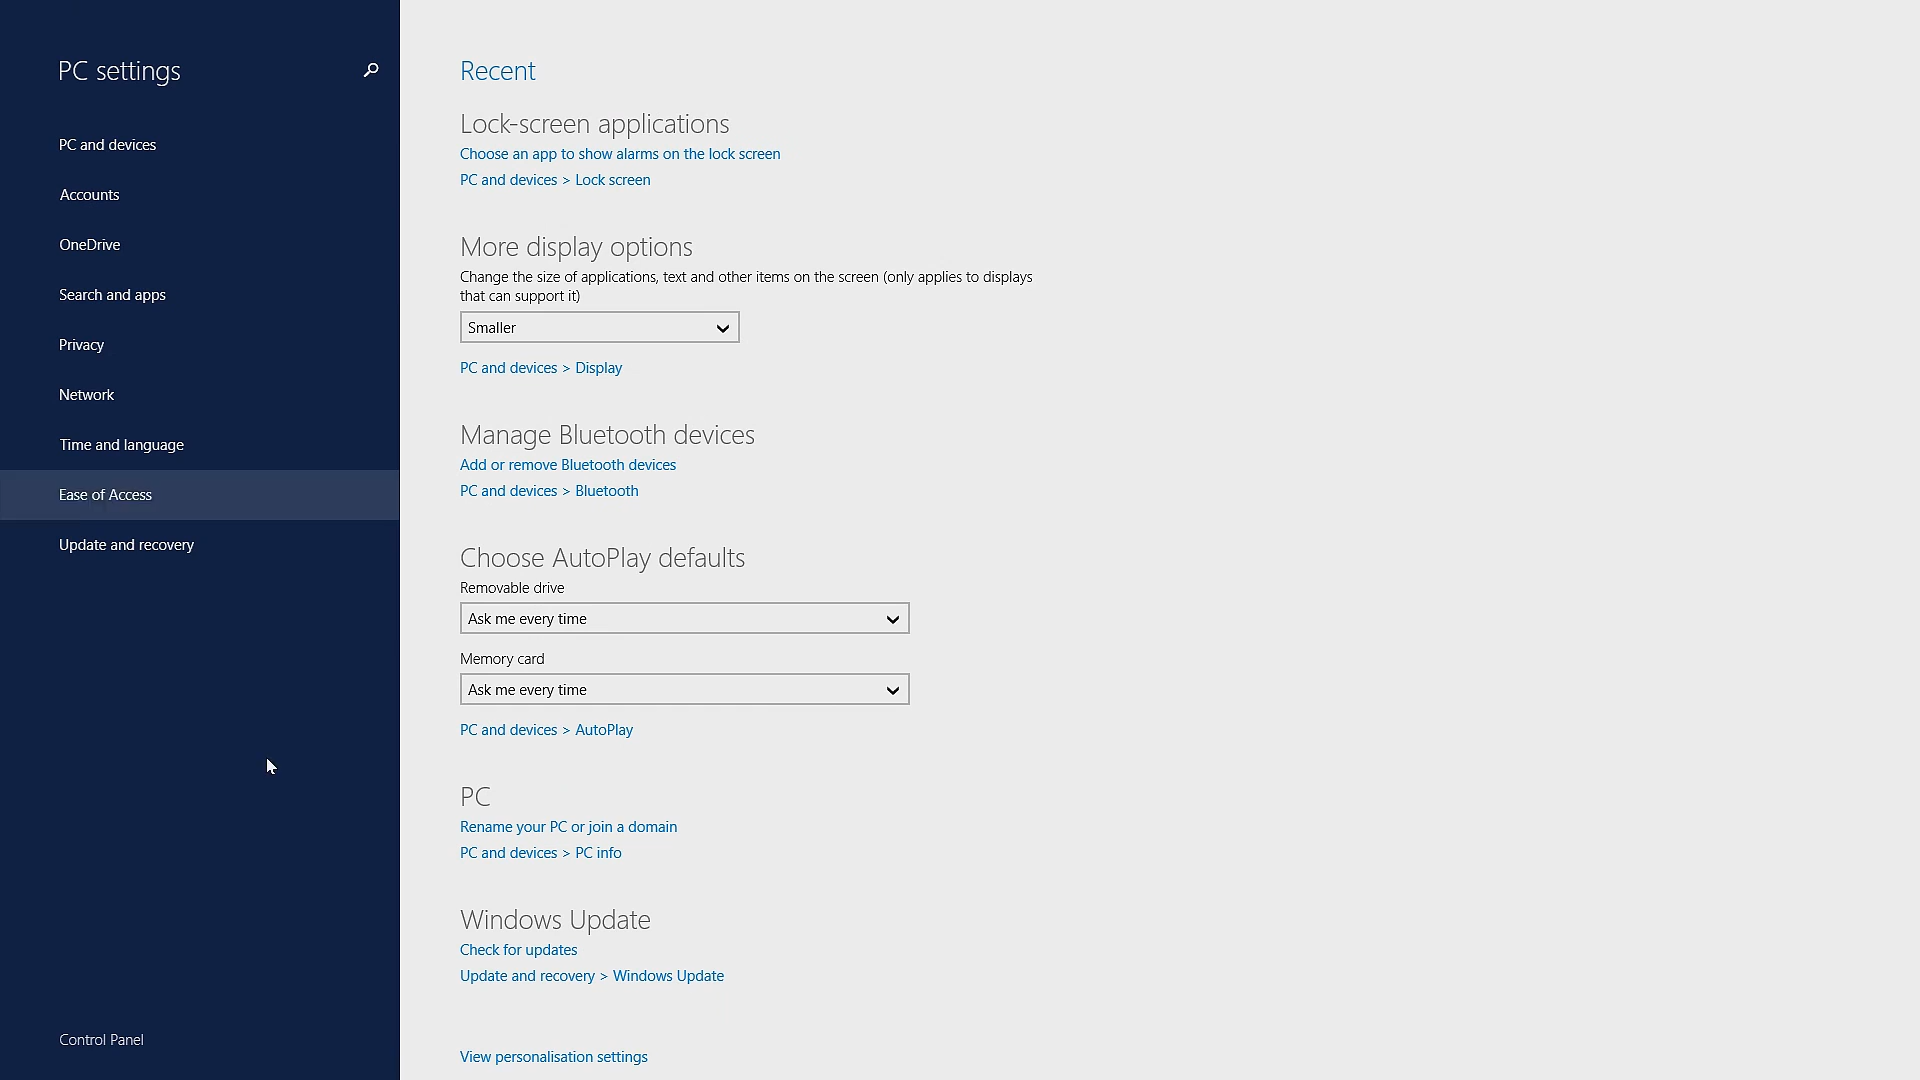 PC settings
PC and devices
Accounts
OneDrive
Search and apps
Privacy
Network
Time and language
Ease of Access
Update and recovery
Control Panel
Recent
Lock-screen applications
Choose an app to show alarms on the lock screen
PC and devices > Lock screen
More display options
Change the size of applications, text and other items on the screen (only applies to displays
that can support it)
Smaller
PC and devices > Display
Manage Bluetooth devices
Add or remove Bluetooth devices
PC and devices > Bluetooth
Choose AutoPlay defaults
Removable drive
Ask me every time
Memory card
Ask me every time
PC and devices > AutoPlay
PC
Rename your PC or join a domain
PC and devices > PC info
Windows Update
Check for updates
Update and recovery > Windows Update
View personalisation settings